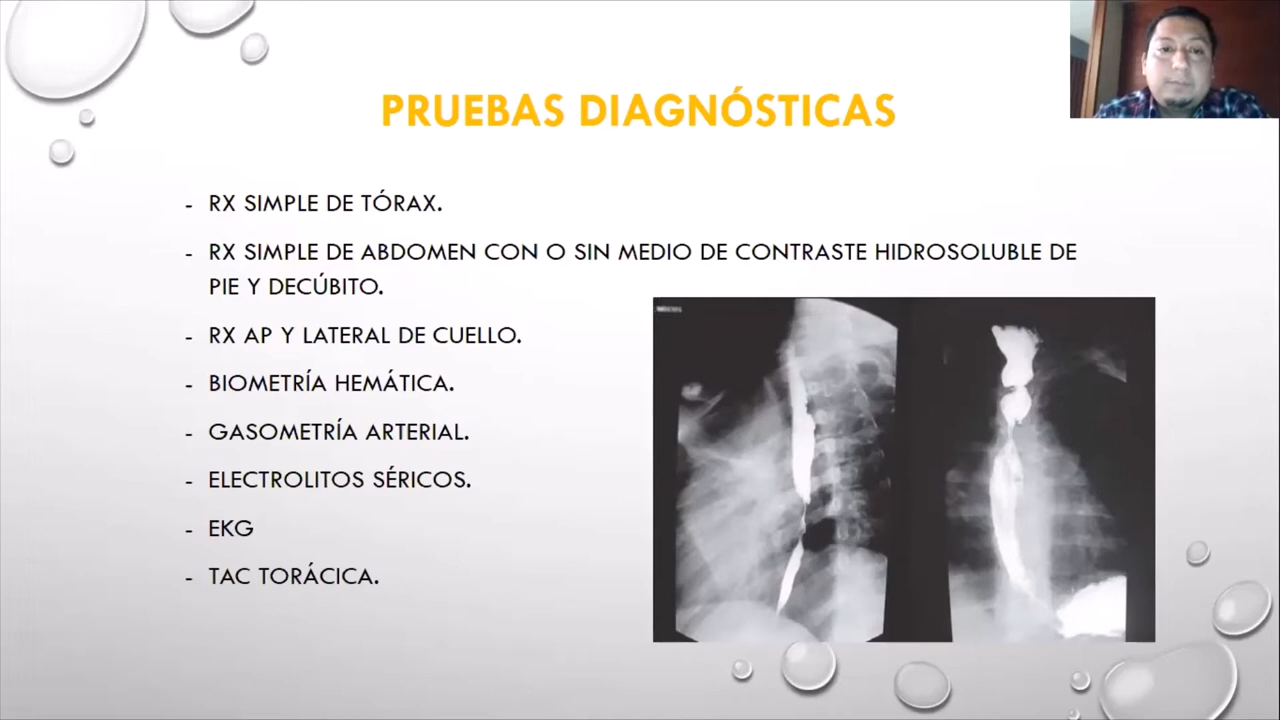 PRUEBAS DIAGNÓSTICAS
- RX SIMPLE DE TÓRAX.
- RX SIMPLE DE ABDOMEN CON O SIN MEDIO DE CONTRASTE HIDROSOLUBLE DE
PIE Y DECÚBITO.
- RX AP Y LATERAL DE CUELLO.
- BIOMETRÍA HEMÁTICA.
- GASOMETRÍA ARTERIAL.
- ELECTROLITOS SÉRICOS.
- EKG
- TAC TORÁCICA.